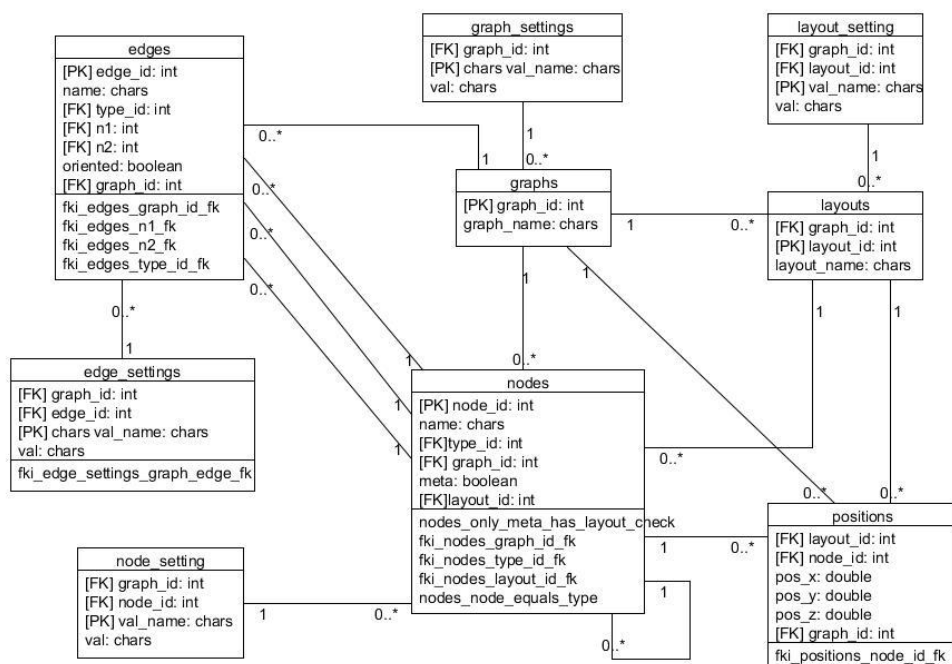 edges
[PK] edge_id: int
name: chars
[FK] type_id: int
[FK] n1: int
[FK] n2: int
oriented: boolean
[FK] graph_id: int
fki_edges_graph_id_fk
fki_edges_n1_fk
fki_edges_n2_fk
fki_edges_type_id_fk
graph_settings
[FK] graph_id: int
[PK] chars val_name: chars
val: chars
layout_setting
[FK] graph_id: int
[FK] layout_id: int
[PK] val_name: chars
val: chars
0..*
1
1
0..*
1
0..*
graphs
[PK] graph_id: int
graph_name: chars
layouts
[FK] graph_id: int
[PK] layout_id: int
layout_name: chars
1
0..*
0..*
0..*
0..*
1
1
1
1
0..*
1
edge_settings
[FK] graph_id: int
[FK] edge_id: int
[PK] chars val_name: chars
val: chars
fki_edge_settings_graph_edge_fk
1
1
1
0..*
nodes
[PK] node_id: int
name: chars
[FK]type_id: int
[FK] graph_id: int
meta: boolean
[FK]layout_id: int
nodes_only_meta_has_layout_check
fki_nodes_graph_id_fk
fki_nodes_type_id_fk
fki_nodes_layout_id_fk
nodes_node_equals_type
0..*
0..*
0..*
1
0..*
positions
[FK] layout_id: int
[FK] node_id: int
pos_x: double
pos_y: double
pos_z: double
[FK] graph_id: int
fki_positions_node_id_fk
node_setting
[FK] graph_id: int
[FK] node_id: int
[PK] val_name: chars
val: chars
1
0..*
1
0..*